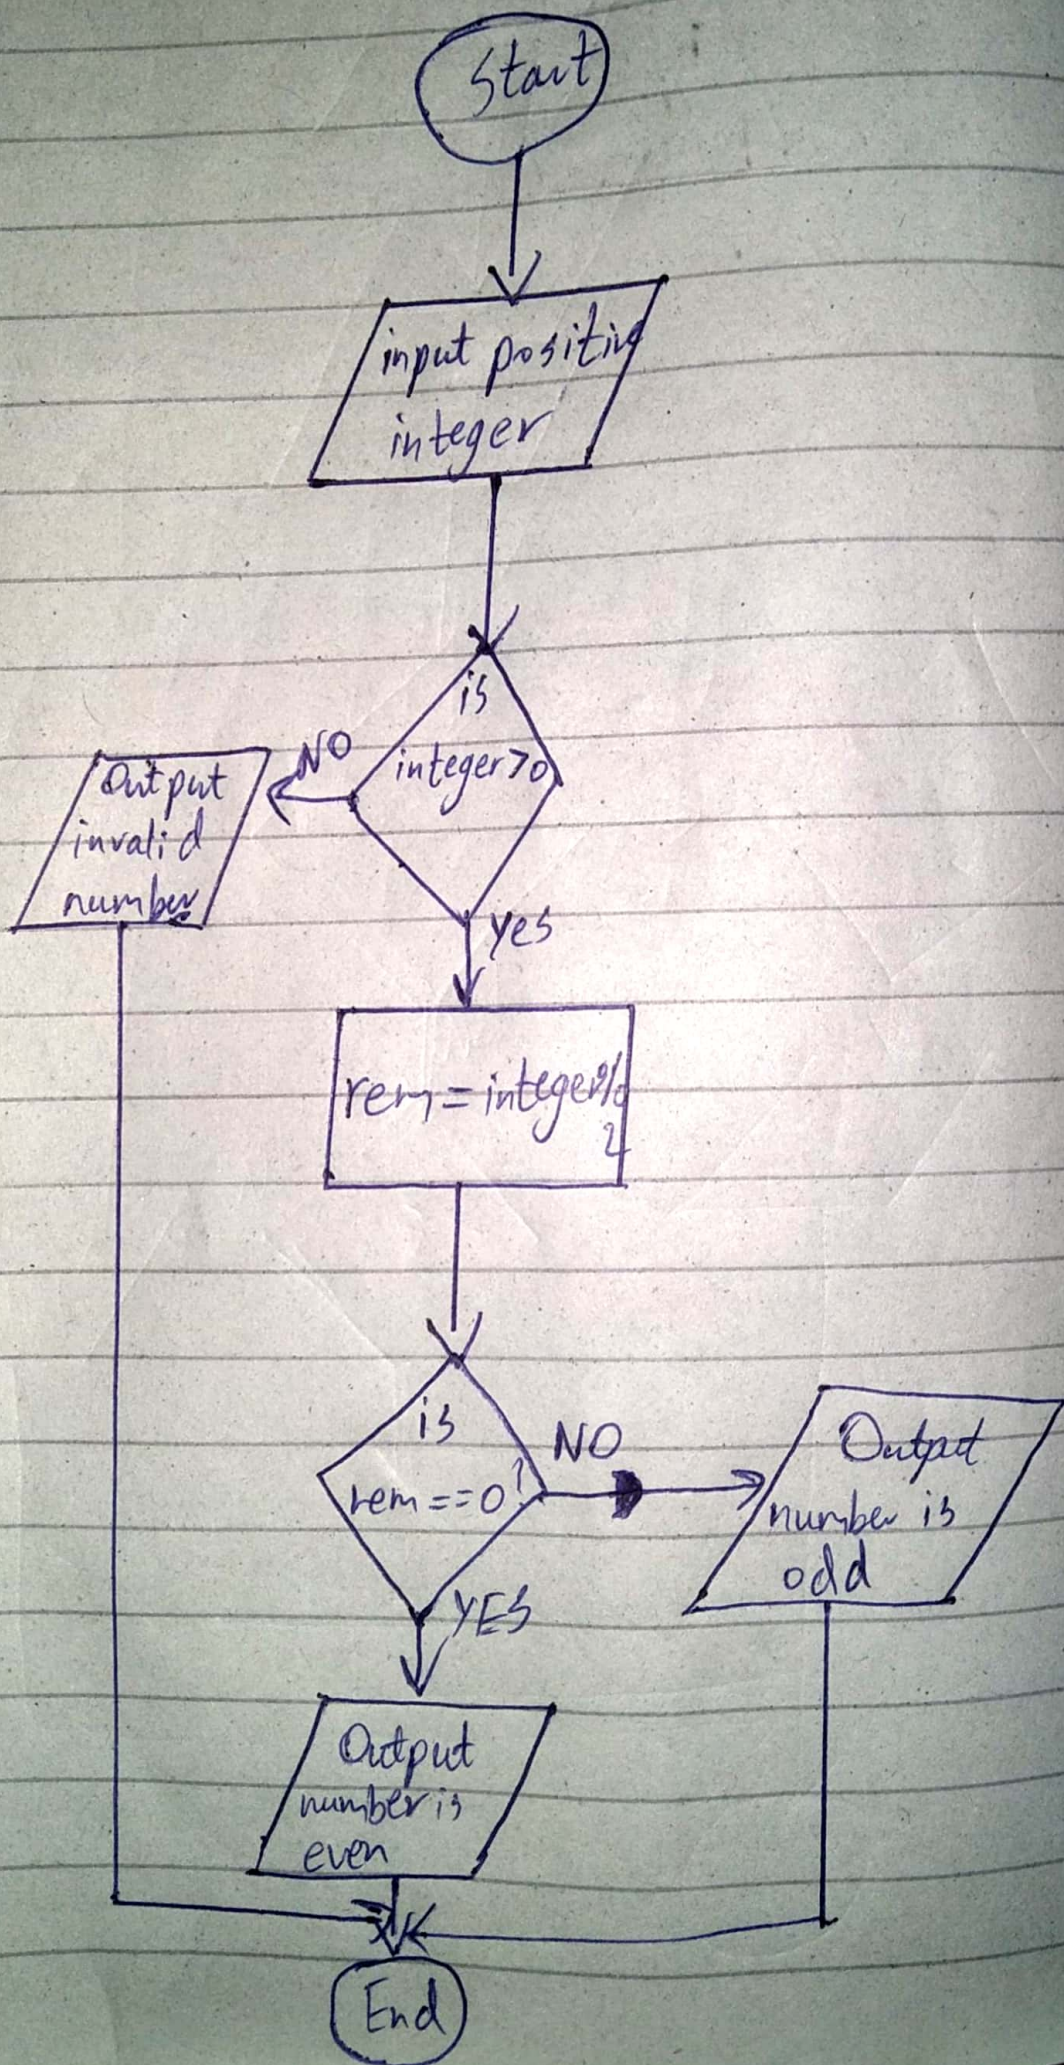 Start
input positive
integer
is
integer>0
NO
Output
invalid
number
yes
rem=integer%
2
is
rem==0?
NO
Output
number is
odd
YES
Output
number is
even
End